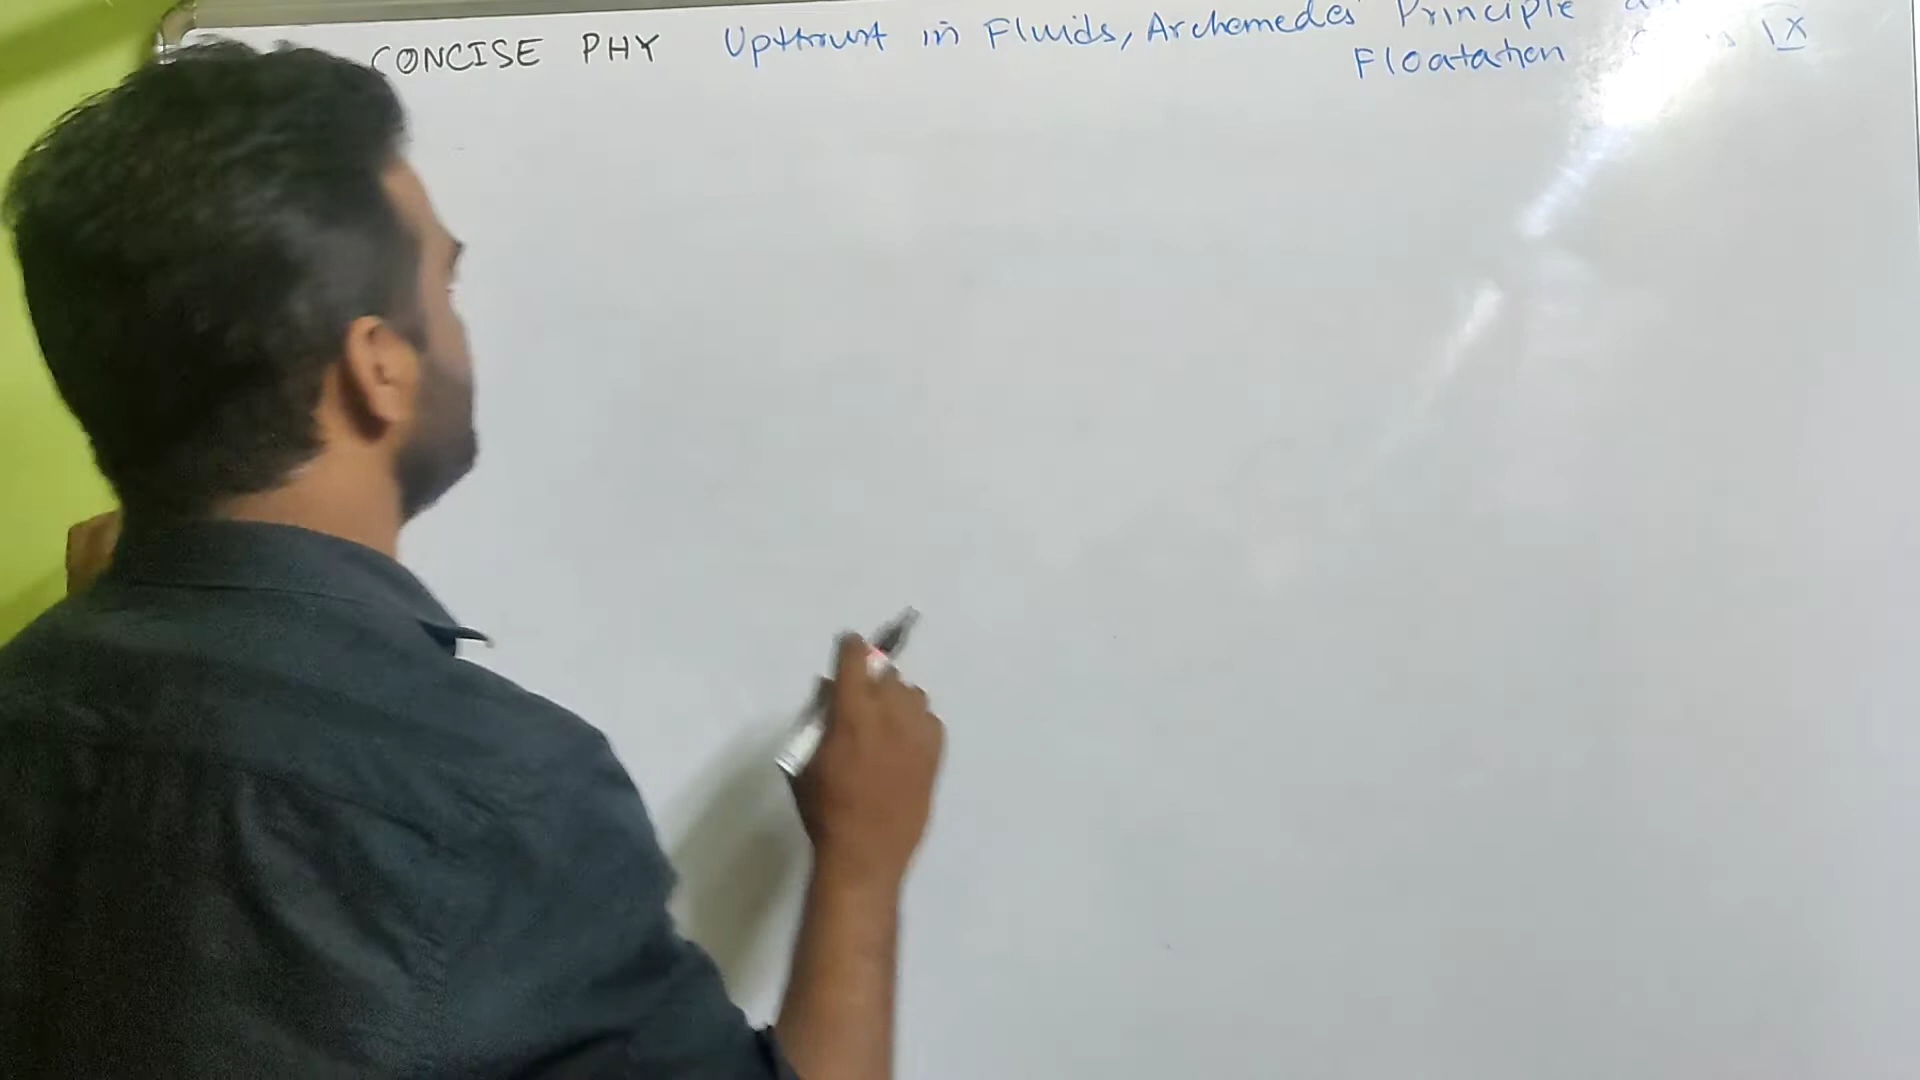 CONCISE PHY Upthrust in Fluids, Archemedes' Principle
Floatation IX